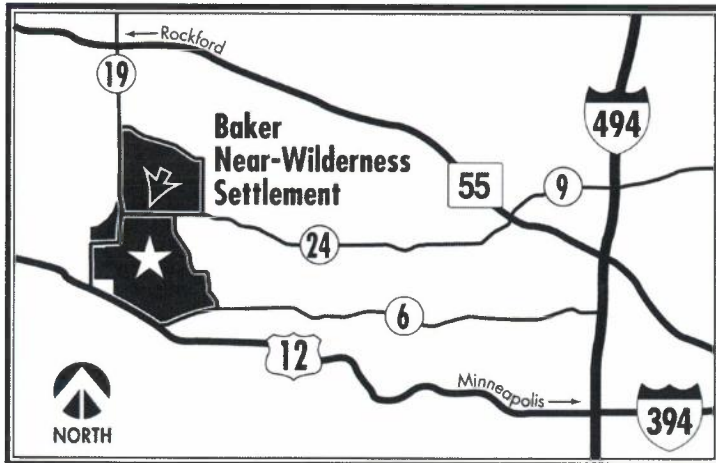 ← Rockford
19
Baker
Near-Wilderness
Settlement
494
55
9
24
6
12
Minneapolis →
394
NORTH